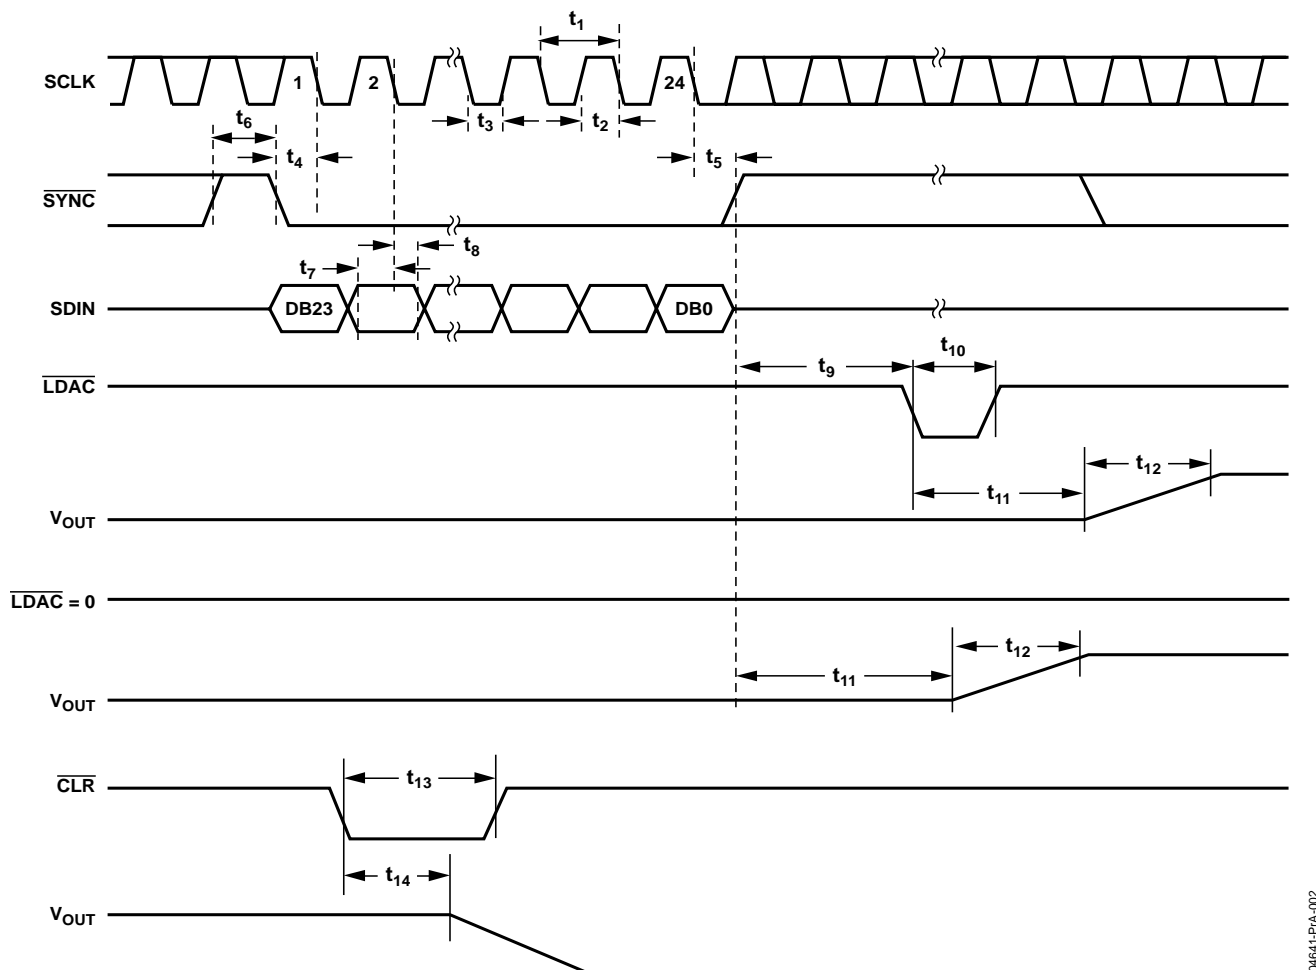 t1
SCLK 1 2 24
t6 t3 t2
t4 t5
SYNC
t8
t7
SDIN DB23 DB0
t10
t9
LDAC
t12
t11
VOUT
LDAC = 0
t12
t11
VOUT
t13
CLR
t14
VOUT
04641-PrA-002